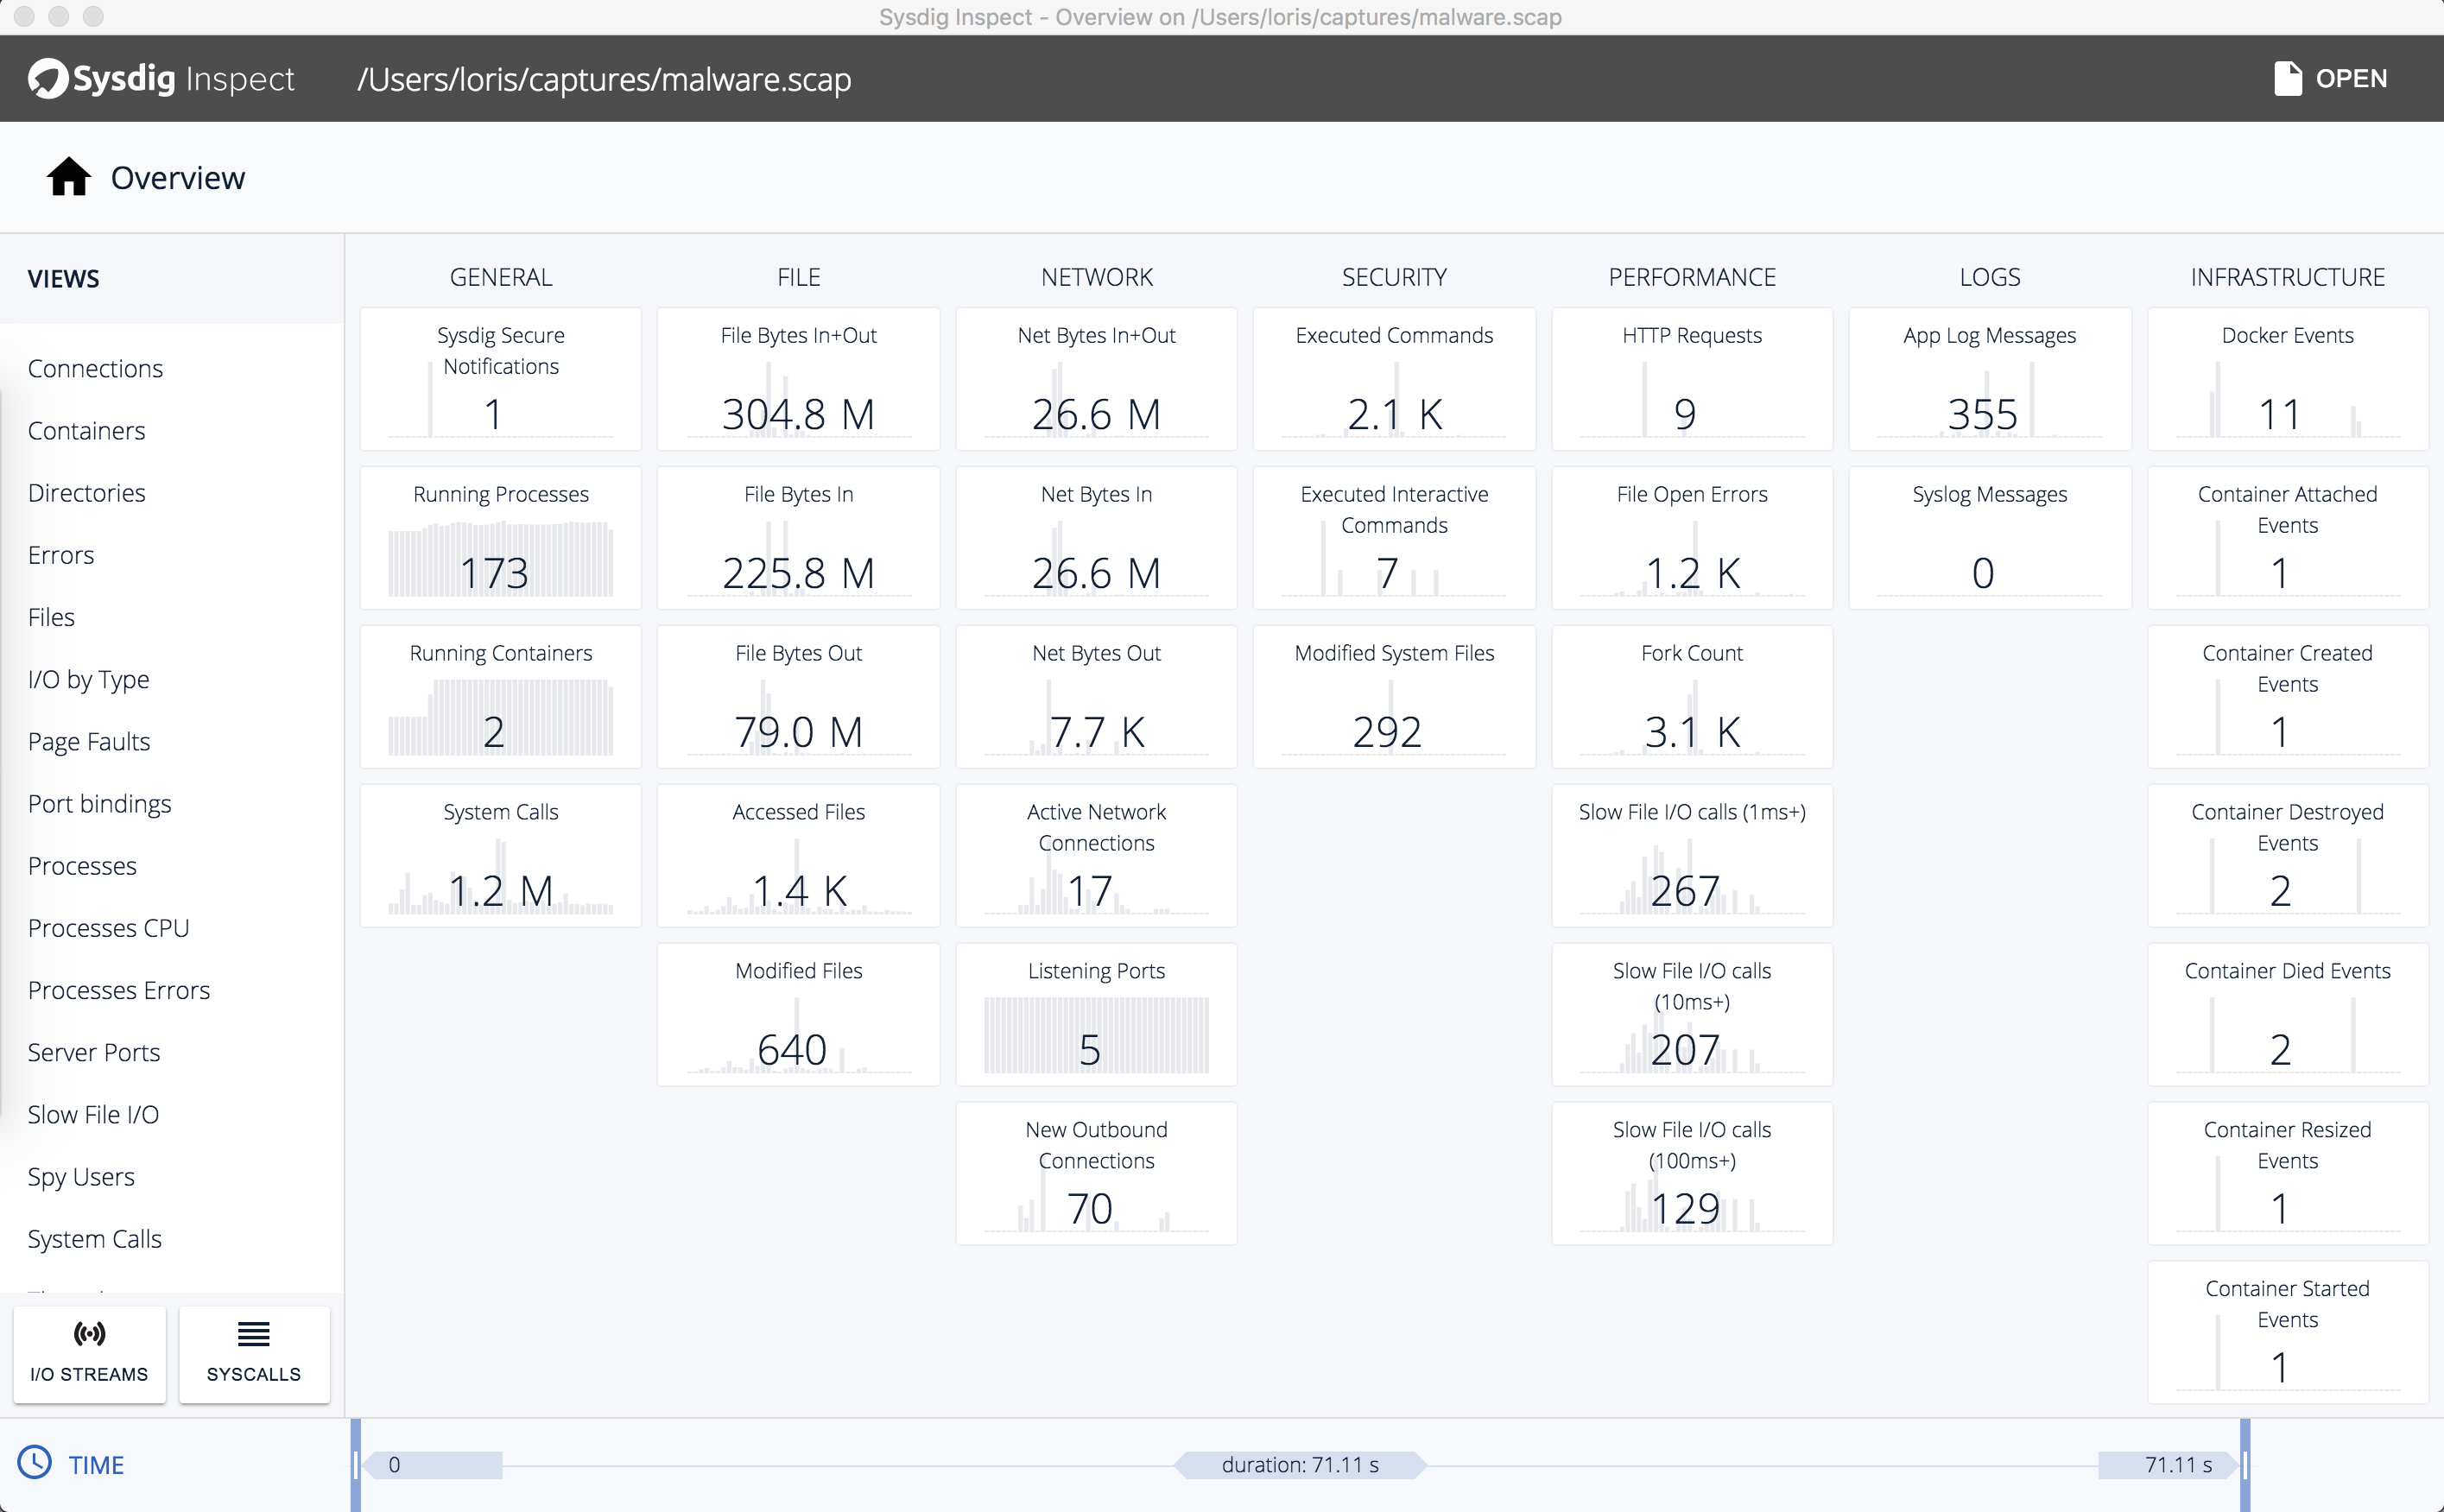 Sysdig Inspect - Overview on /Users/loris/captures/malware.scap
Sysdig Inspect
/Users/loris/captures/malware.scap
OPEN
Overview
VIEWS
Connections
Containers
Directories
Errors
Files
I/O by Type
Page Faults
Port bindings
Processes
Processes CPU
Processes Errors
Server Ports
Slow File I/O
Spy Users
System Calls
I/O STREAMS
SYSCALLS
GENERAL
Sysdig Secure
Notifications
1
Running Processes
173
Running Containers
2
System Calls
1.2 M
FILE
File Bytes In+Out
304.8 M
File Bytes In
225.8 M
File Bytes Out
79.0 M
Accessed Files
1.4 K
Modified Files
640
NETWORK
Net Bytes In+Out
26.6 M
Net Bytes In
26.6 M
Net Bytes Out
7.7 K
Active Network
Connections
17
Listening Ports
5
New Outbound
Connections
70
SECURITY
Executed Commands
2.1 K
Executed Interactive
Commands
7
Modified System Files
292
PERFORMANCE
HTTP Requests
9
File Open Errors
1.2 K
Fork Count
3.1 K
Slow File I/O calls (1ms+)
267
Slow File I/O calls
(10ms+)
207
Slow File I/O calls
(100ms+)
129
LOGS
App Log Messages
355
Syslog Messages
0
INFRASTRUCTURE
Docker Events
11
Container Attached
Events
1
Container Created
Events
1
Container Destroyed
Events
2
Container Died Events
2
Container Resized
Events
1
Container Started
Events
1
TIME
0
duration: 71.11 s
71.11 s